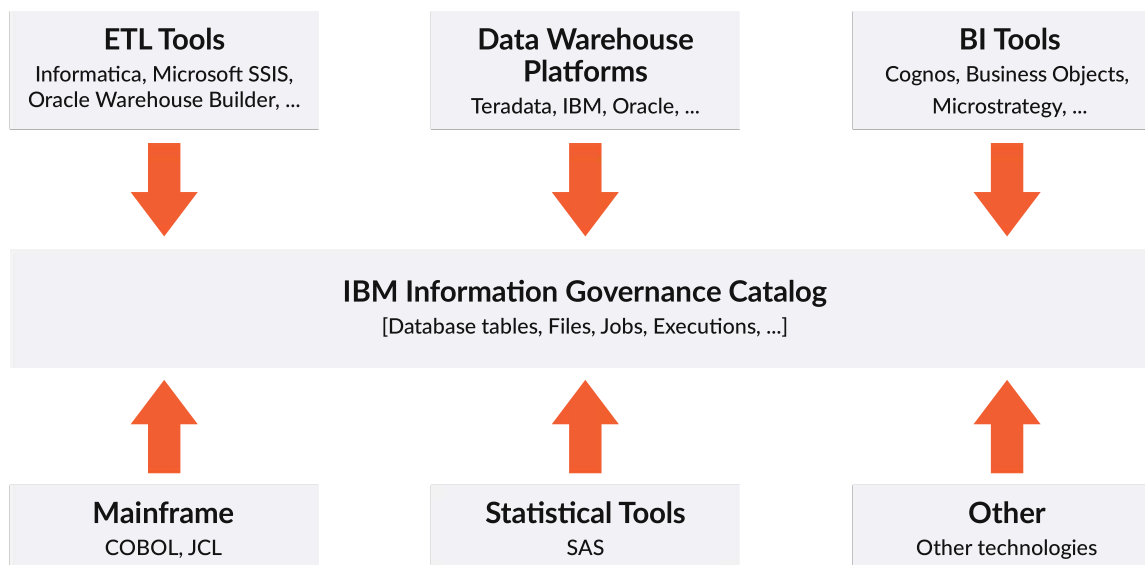 ETL Tools
Informatica, Microsoft SSIS,
Oracle Warehouse Builder, ...
Data Warehouse
Platforms
Teradata, IBM, Oracle, ...
BI Tools
Cognos, Business Objects,
Microstrategy, ...
IBM Information Governance Catalog
[Database tables, Files, Jobs, Executions, ...]
Mainframe
COBOL, JCL
Statistical Tools
SAS
Other
Other technologies